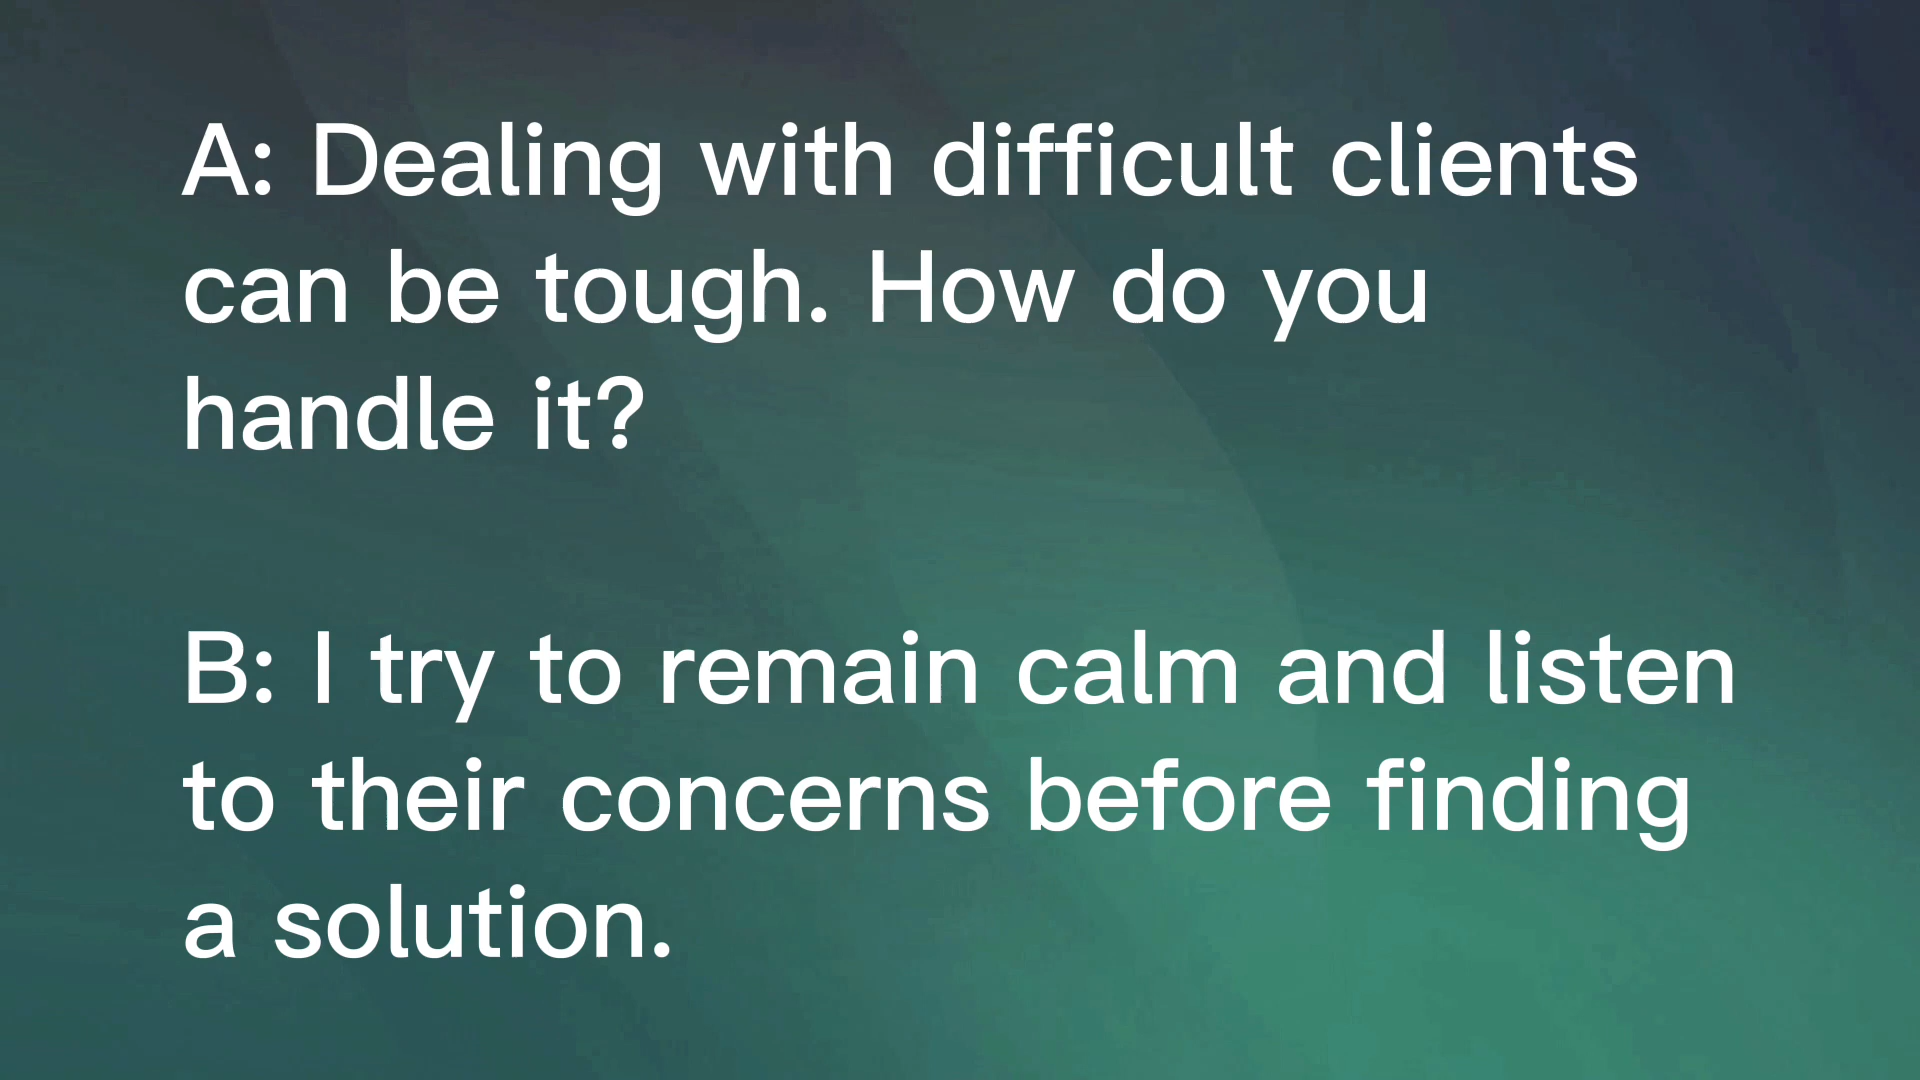 A: Dealing with difficult clients
can be tough. How do you
handle it?
B: I try to remain calm and listen
to their concerns before finding
a solution.